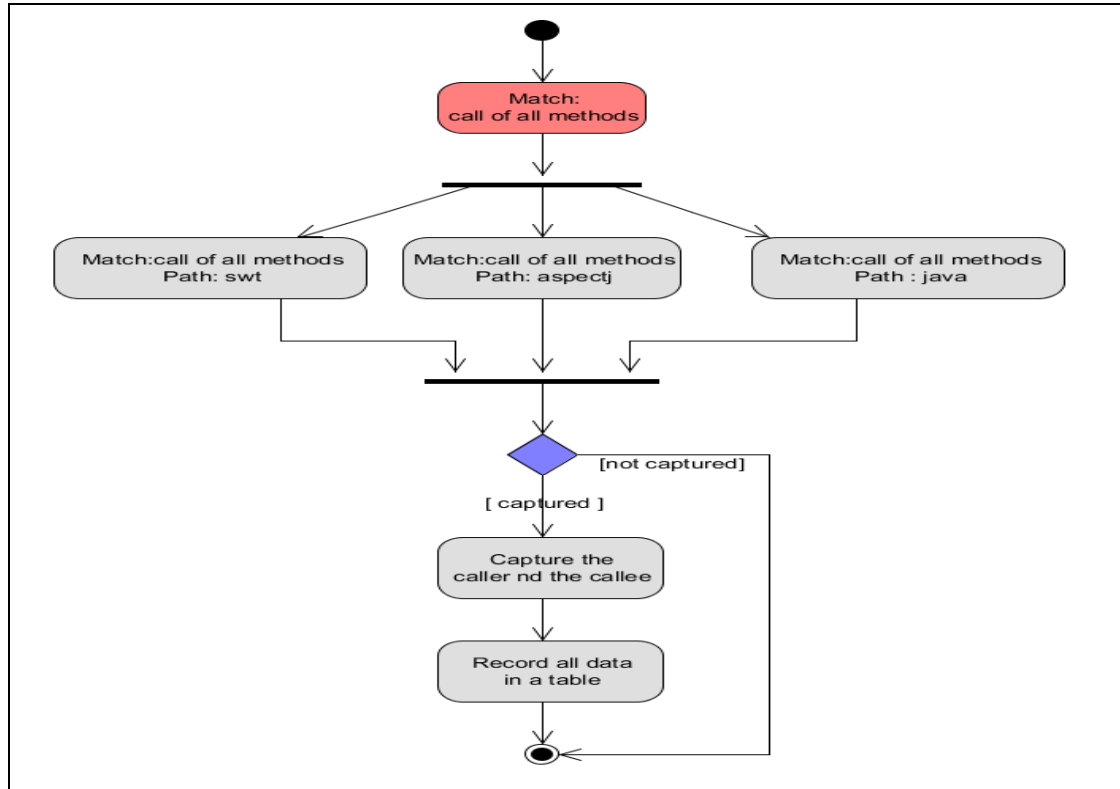 Match:
call of all methods
Match:call of all methods
Path: swt
Match:call of all methods
Path: aspectj
Match:call of all methods
Path : java
[not captured]
[ captured ]
Capture the
caller nd the callee
Record all data
in a table